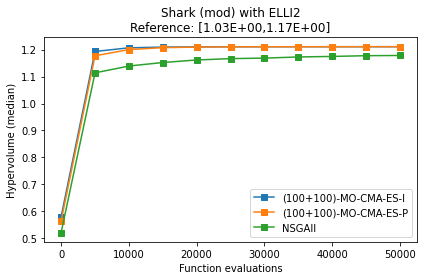 Shark (mod) with ELLI2
Reference: [1.03E+00,1.17E+00]
Hypervolume (median)
1.2
1.1
1.0
0.9
0.8
0.7
0.6
0.5
0 10000 20000 30000 40000 50000
Function evaluations
(100+100)-MO-CMA-ES-I
(100+100)-MO-CMA-ES-P
NSGAII